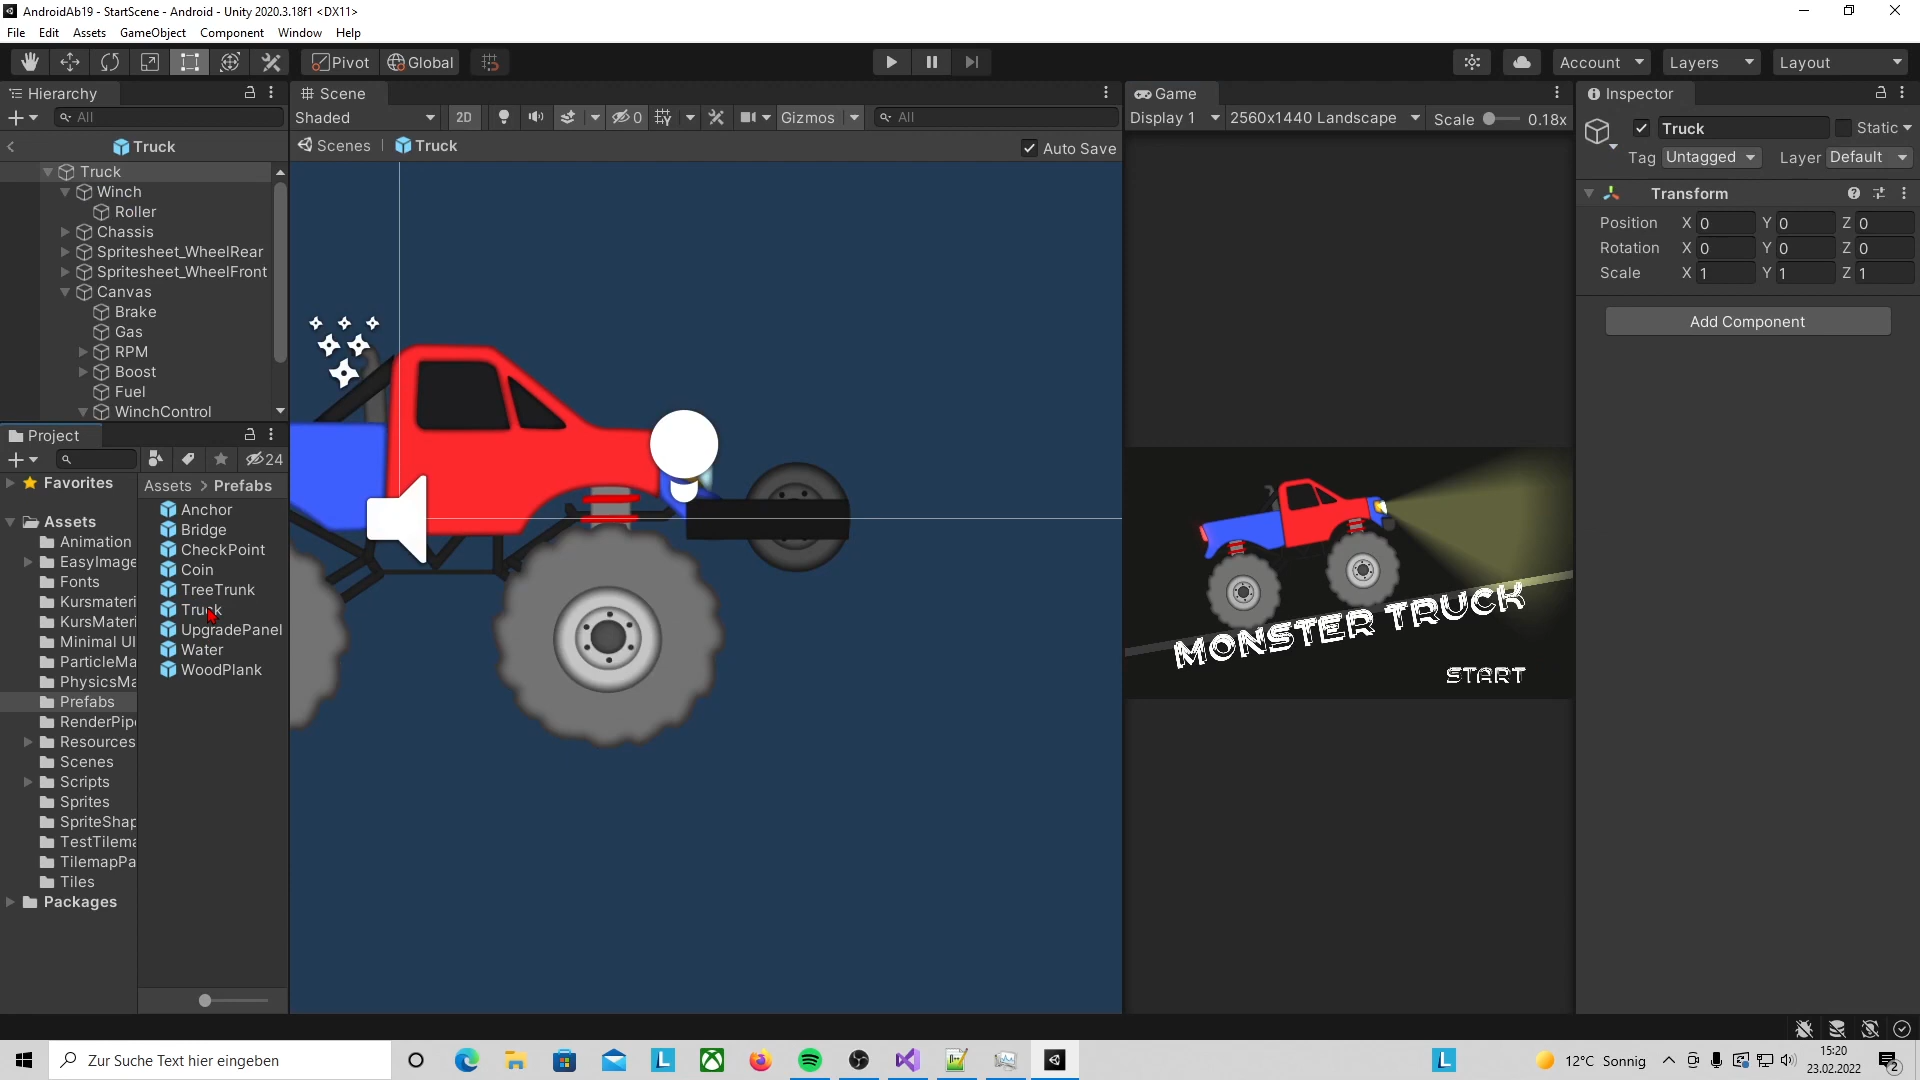 AndroidAb19 - StartScene - Android - Unity 2020.3.18f1 <DX11>
File Edit Assets GameObject Component Window Help
Pivot Global Account Layers Layout
Hierarchy
All
Truck
Truck
Winch
Roller
Chassis
Spritesheet_WheelRear
Spritesheet_WheelFront
Canvas
Brake
Gas
RPM
Boost
Fuel
WinchControl
Scene
Shaded 2D 0 Gizmos All
Scenes Truck Auto Save
Game
Display 1 2560x1440 Landscape Scale 0.18x
MONSTER TRUCK
START
Inspector
Truck Static
Tag Untagged Layer Default
Transform
Position X 0 Y 0 Z 0
Rotation X 0 Y 0 Z 0
Scale X 1 Y 1 Z 1
Add Component
Project
24
Favorites
Assets
Animation
EasyImage
Fonts
Kursmateri
KursMateri
Minimal UI
ParticleMa
PhysicsMa
Prefabs
RenderPip
Resources
Scenes
Scripts
Sprites
SpriteShap
TestTilema
TilemapPa
Tiles
Packages
Assets > Prefabs
Anchor
Bridge
CheckPoint
Coin
TreeTrunk
Truck
UpgradePanel
Water
WoodPlank
Zur Suche Text hier eingeben
L
L
12°C Sonnig
15:20
23.02.2022
2